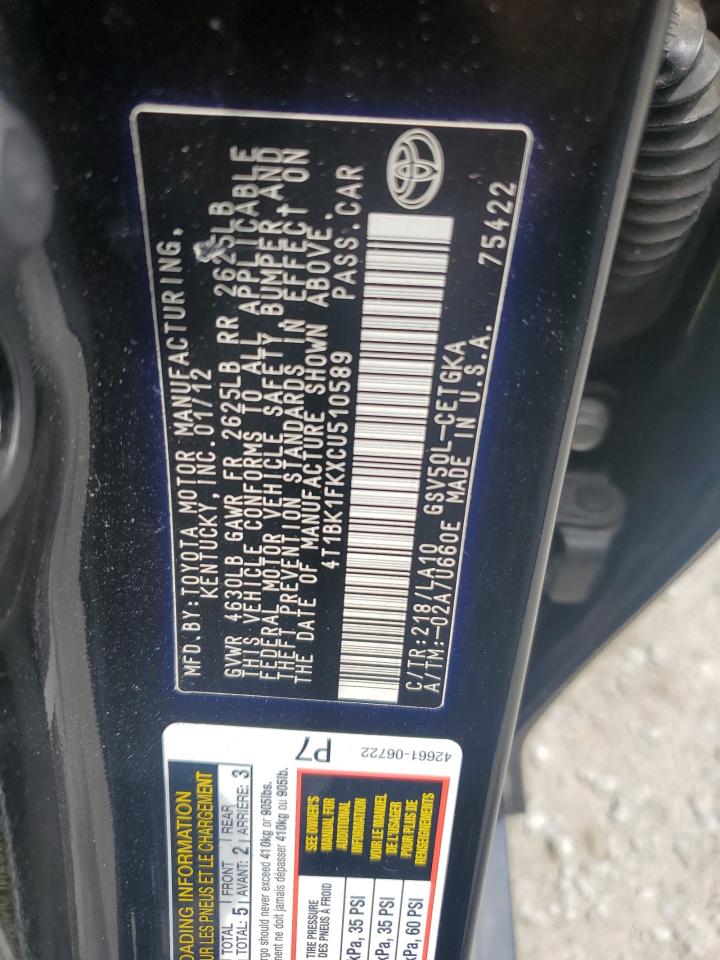 MFD.BY:TOYOTA MOTOR MANUFACTURING,
KENTUCKY, INC. 01/12
GVWR 4630LB GAWR FR 2625LB RR 2625LB
THIS VEHICLE CONFORMS TO ALL APPLICABLE
FEDERAL MOTOR VEHICLE SAFETY, BUMPER, AND
THEFT PREVENTION STANDARDS IN EFFECT ON
THE DATE OF MANUFACTURE SHOWN ABOVE.
4T1BK1FKXCU510589 PASS.CAR
C/TR:218/LA10 GSV50L-CETGKA
A/TM:-02A/U660E MADE IN U.S.A. 75422
OADING INFORMATION
UR LES PNEUS ET LE CHARGEMENT
TOTAL FRONT REAR
TOTAL: 5 AVANT: 2 ARRIÈRE: 3
rgo should never exceed 410kg or 905lbs.
ment ne doit jamais dépasser 410kg ou 905lb.
TIRE PRESSURE
DES PNEUS À FROID
kPa, 35 PSI
kPa, 35 PSI
kPa, 60 PSI
SEE OWNER'S
MANUAL FOR
ADDITIONAL
INFORMATION
VOIR LE MANUEL
DE L'USAGER
POUR PLUS DE
RENSEIGNEMENTS
P7
42661-06722